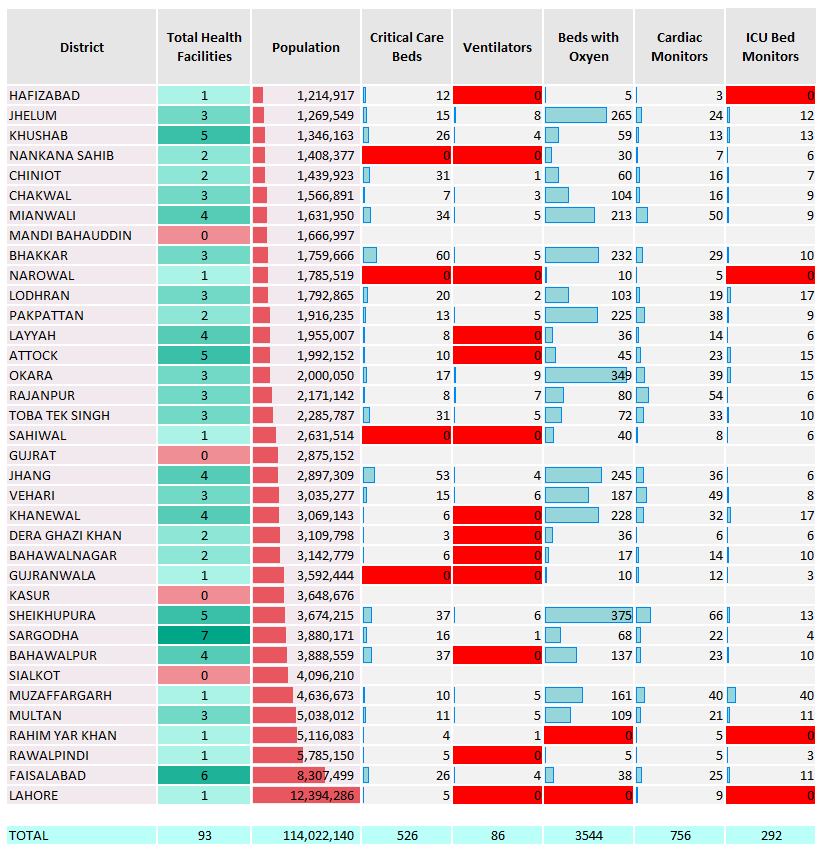 District Total Health Facilities Population Critical Care Beds Ventilators Beds with Oxyen Cardiac Monitors ICU Bed Monitors
HAFIZABAD 1 1,214,917 12 0 5 3 0
JHELUM 3 1,269,549 15 8 265 24 12
KHUSHAB 5 1,346,163 26 4 59 13 13
NANKANA SAHIB 2 1,408,377 0 0 30 7 6
CHINIOT 2 1,439,923 31 1 60 16 7
CHAKWAL 3 1,566,891 7 3 104 16 9
MIANWALI 4 1,631,950 34 5 213 50 9
MANDI BAHAUDDIN 0 1,666,997
BHAKKAR 3 1,759,666 60 5 232 29 10
NAROWAL 1 1,785,519 0 0 10 5 0
LODHRAN 3 1,792,865 20 2 103 19 17
PAKPATTAN 2 1,916,235 13 5 225 38 9
LAYYAH 4 1,955,007 8 0 36 14 6
ATTOCK 5 1,992,152 10 0 45 23 15
OKARA 3 2,000,050 17 9 349 39 15
RAJANPUR 3 2,171,142 8 7 80 54 6
TOBA TEK SINGH 3 2,285,787 31 5 72 33 10
SAHIWAL 1 2,631,514 0 0 40 8 6
GUJRAT 0 2,875,152
JHANG 4 2,897,309 53 4 245 36 6
VEHARI 3 3,035,277 15 6 187 49 8
KHANEWAL 4 3,069,143 6 0 228 32 17
DERA GHAZI KHAN 2 3,109,798 3 0 36 6 6
BAHAWALNAGAR 2 3,142,779 6 0 17 14 10
GUJRANWALA 1 3,592,444 0 0 10 12 3
KASUR 0 3,648,676
SHEIKHUPURA 5 3,674,215 37 6 375 66 13
SARGODHA 7 3,880,171 16 1 68 22 4
BAHAWALPUR 4 3,888,559 37 0 137 23 10
SIALKOT 0 4,096,210
MUZAFFARGARH 1 4,636,673 10 5 161 40 40
MULTAN 3 5,038,012 11 5 109 21 11
RAHIM YAR KHAN 1 5,116,083 4 1 0 5 0
RAWALPINDI 1 5,785,150 5 0 5 5 3
FAISALABAD 6 8,307,499 26 4 38 25 11
LAHORE 1 12,394,286 5 0 0 9 0
TOTAL 93 114,022,140 526 86 3544 756 292